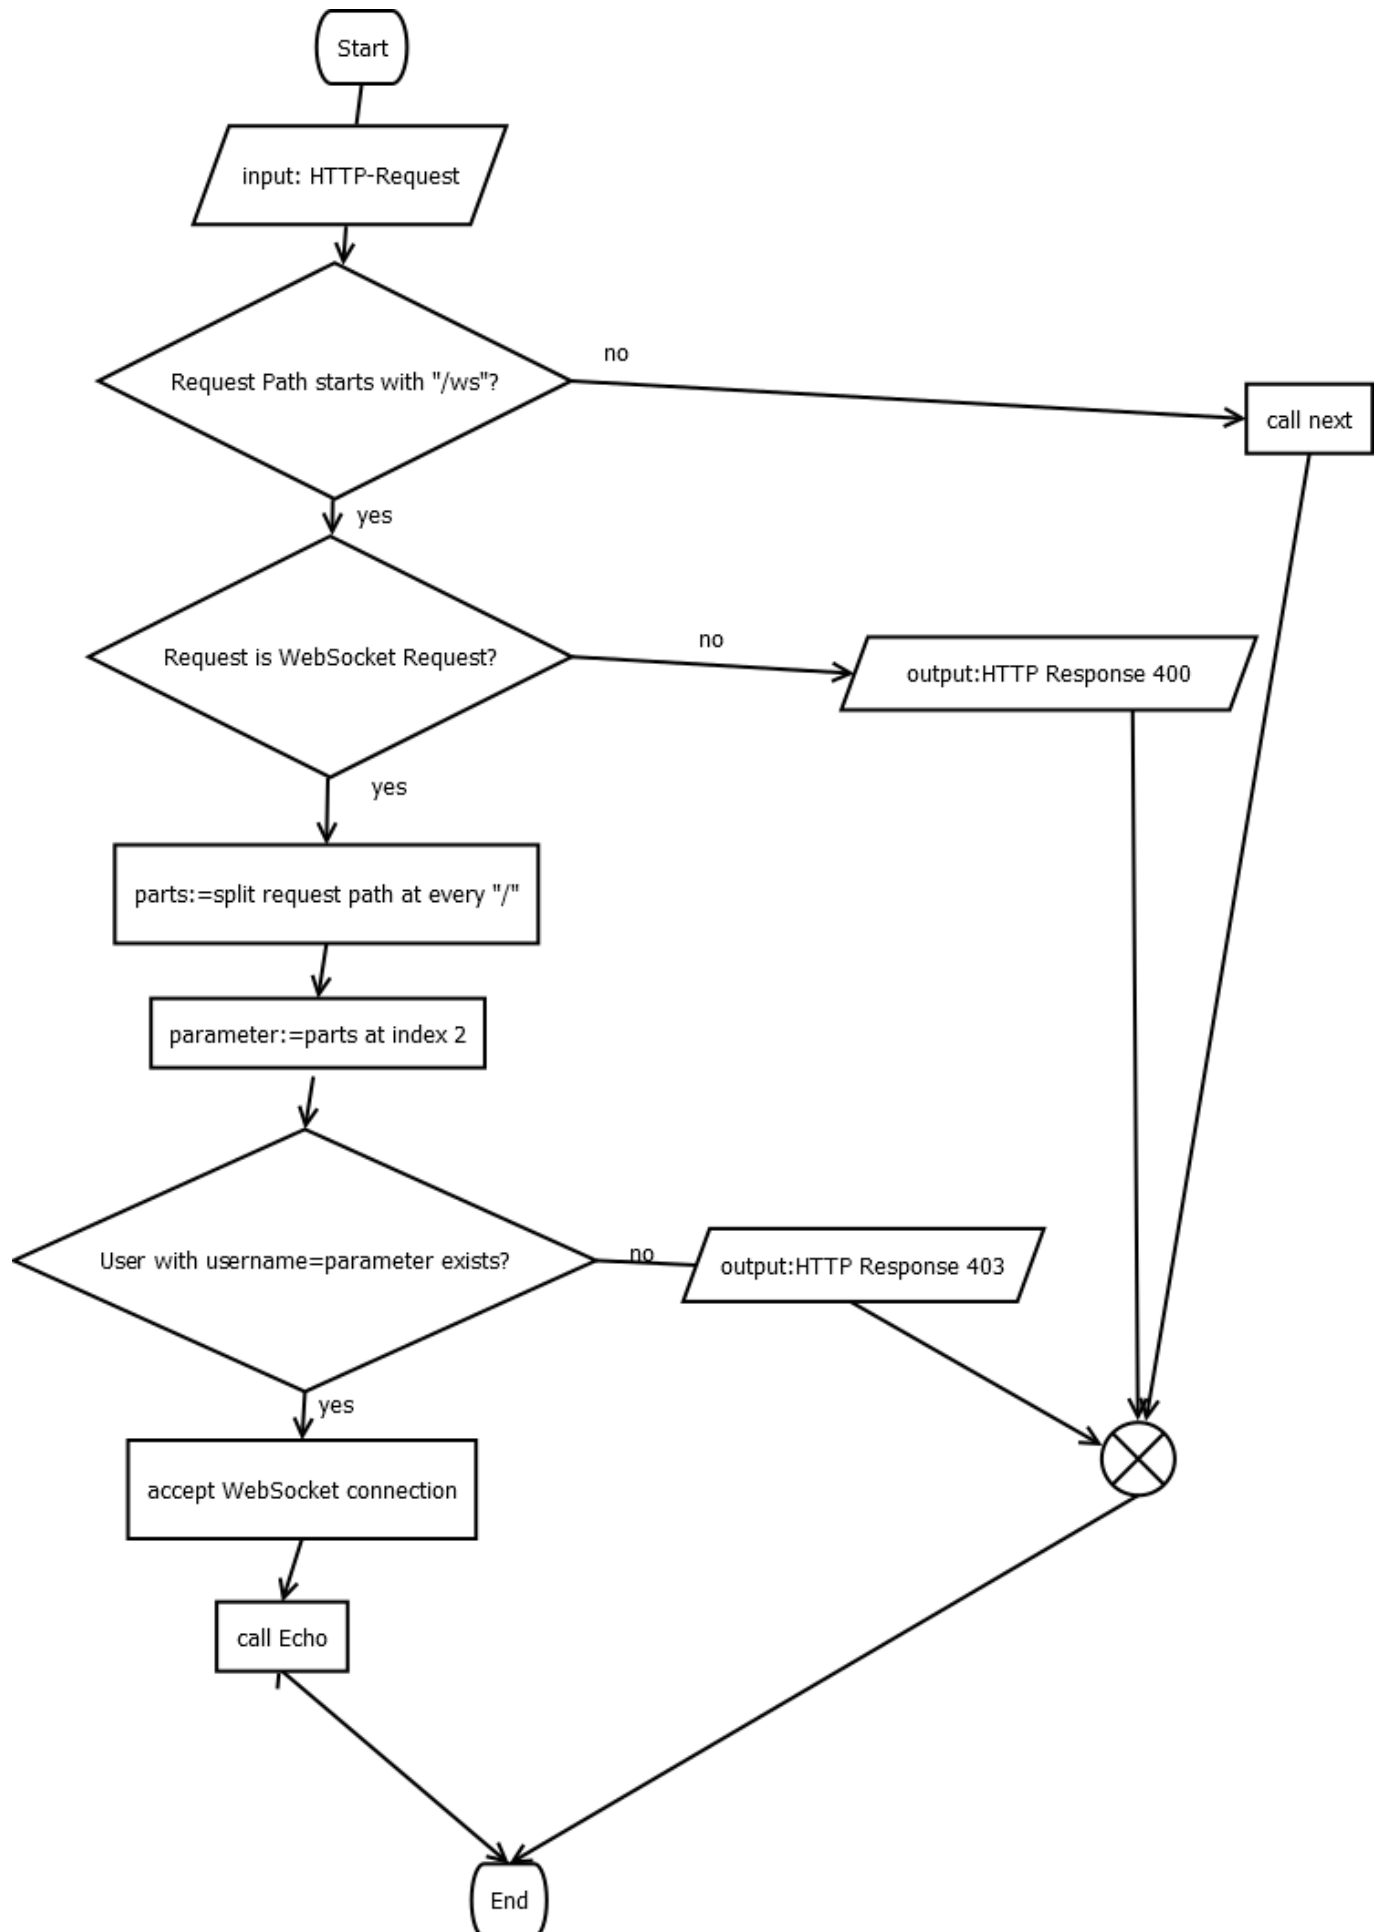 Start
input: HTTP-Request
no
Request Path starts with "/ws"?
call next
yes
no
Request is WebSocket Request?
output:HTTP Response 400
yes
parts:=split request path at every "/"
parameter:=parts at index 2
no
User with username=parameter exists?
output:HTTP Response 403
yes
accept WebSocket connection
call Echo
End